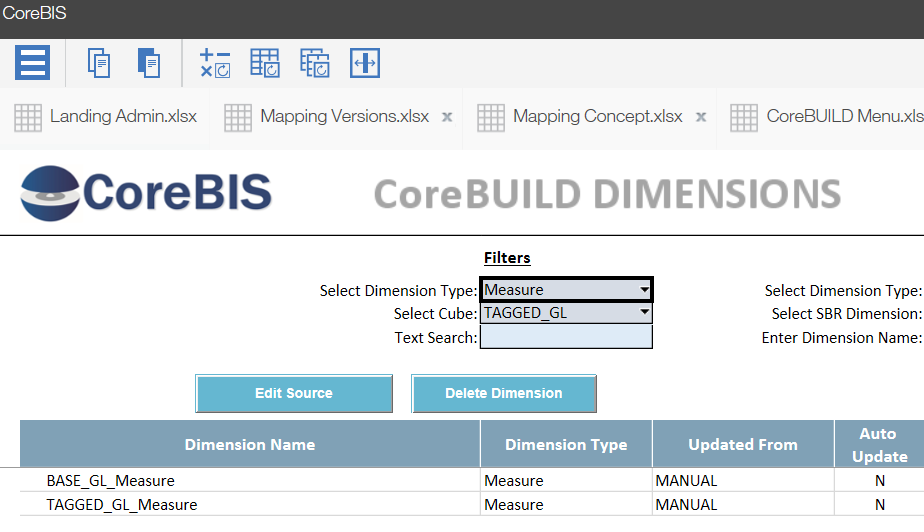 CoreBIS
Landing Admin.xlsx
Mapping Versions.xlsx x
Mapping Concept.xlsx x
CoreBUILD Menu.xls
CoreBIS
CoreBUILD DIMENSIONS
Filters
Select Dimension Type: Measure Select Dimension Type:
Select Cube: TAGGED_GL Select SBR Dimension:
Text Search: Enter Dimension Name:
Edit Source Delete Dimension
Dimension Name Dimension Type Updated From Auto Update
BASE_GL_Measure Measure MANUAL N
TAGGED_GL_Measure Measure MANUAL N